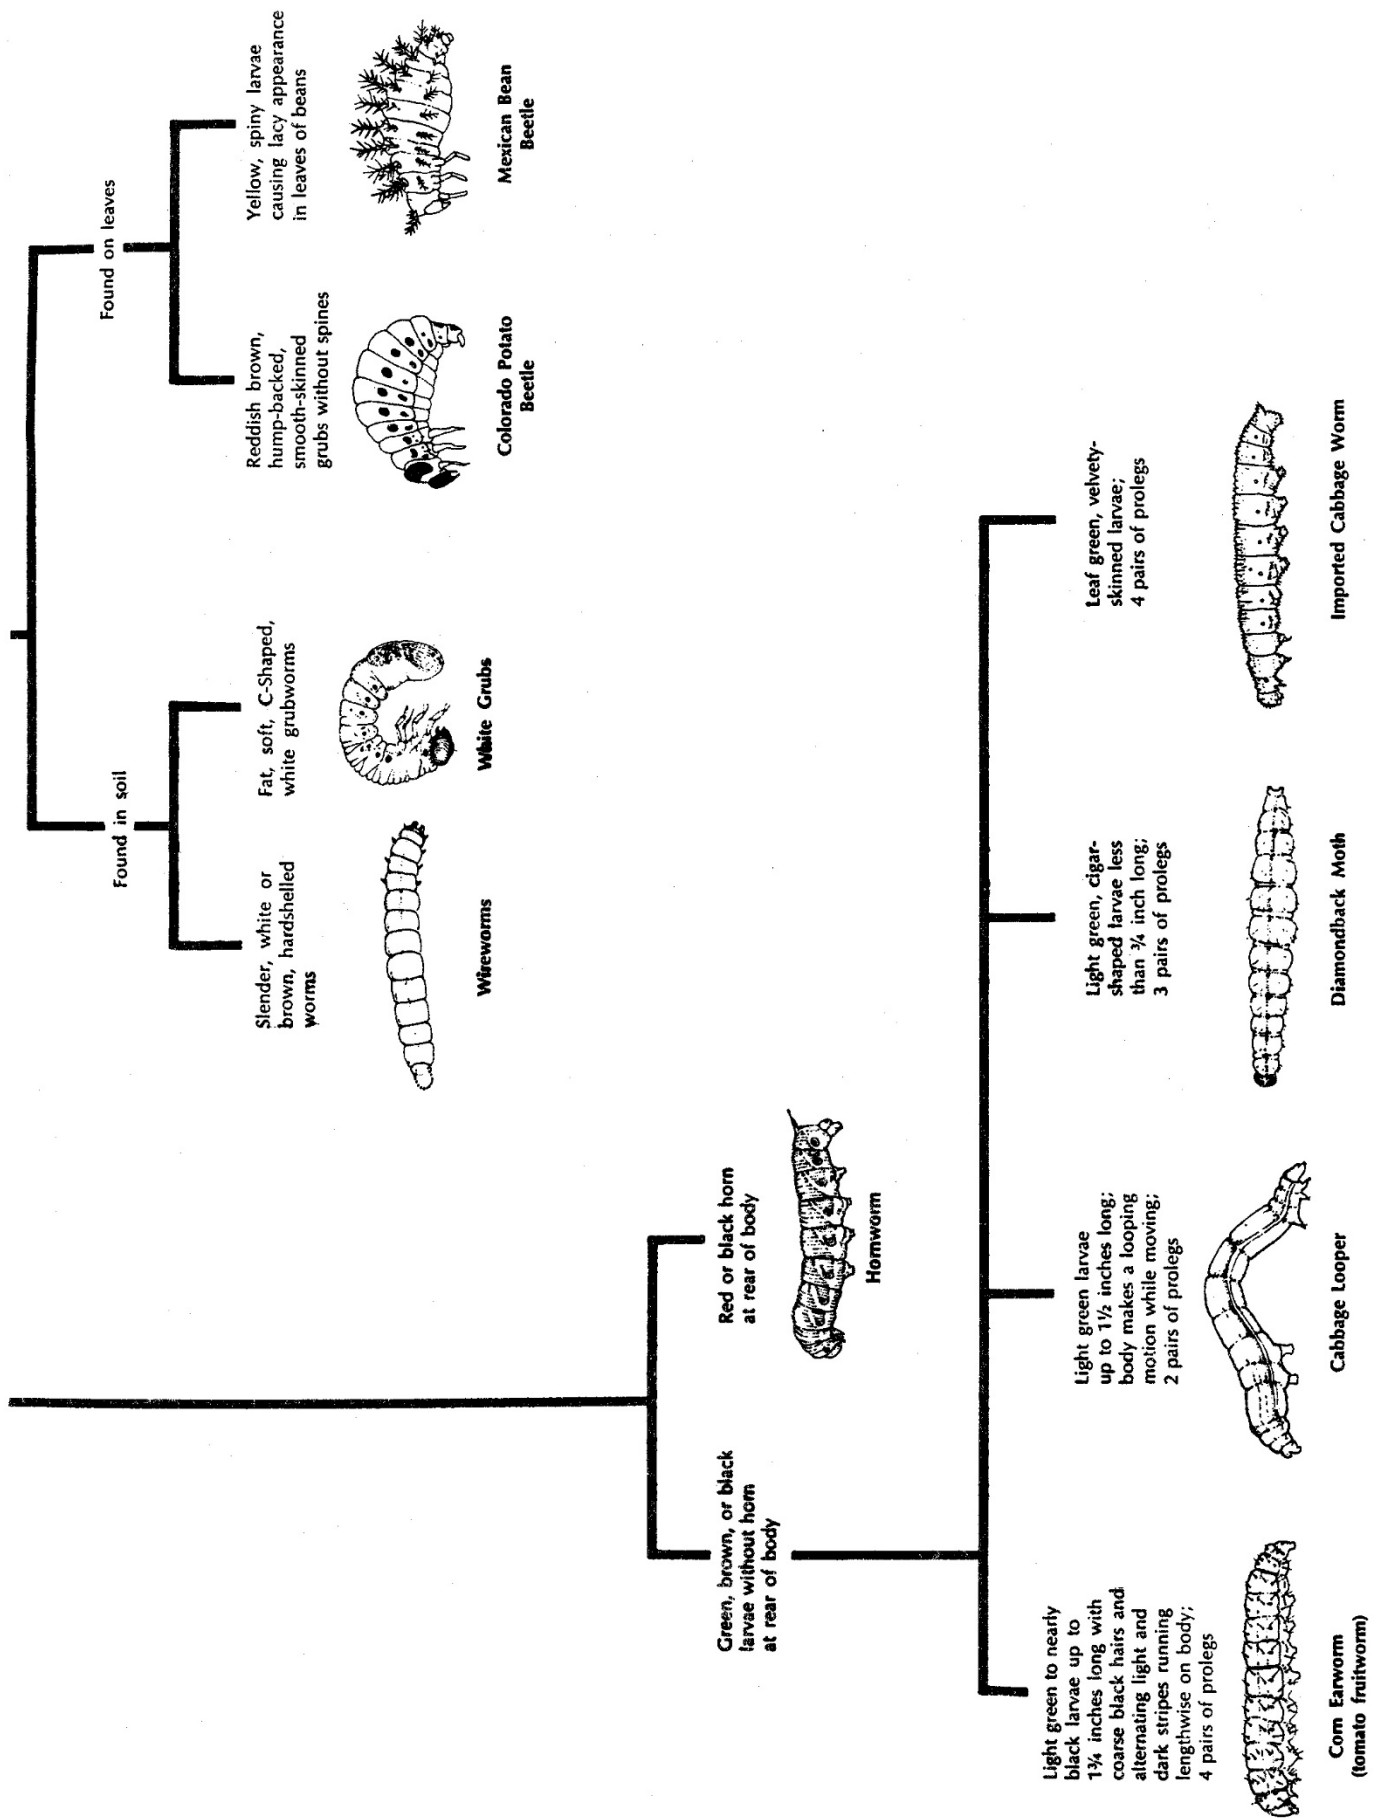 Found in soil
Found on leaves
Slender, white or
brown, hardshelled
worms
Wireworms
Fat, soft, C-Shaped,
white grubworms
White Grubs
Reddish brown,
hump-backed,
smooth-skinned
grubs without spines
Colorado Potato
Beetle
Yellow, spiny larvae
causing lacy appearance
in leaves of beans
Mexican Bean
Beetle
Green, brown, or black
larvae without horn
at rear of body
Red or black horn
at rear of body
Hornworm
Light green to nearly
black larvae up to
1¾ inches long with
coarse black hairs and
alternating light and
dark stripes running
lengthwise on body;
4 pairs of prolegs
Corn Earworm
(tomato fruitworm)
Light green larvae
up to 1½ inches long;
body makes a looping
motion while moving;
2 pairs of prolegs
Cabbage Looper
Light green, cigar-
shaped larvae less
than ¾ inch long;
3 pairs of prolegs
Diamondback Moth
Leaf green, velvety-
skinned larvae;
4 pairs of prolegs
Imported Cabbage Worm